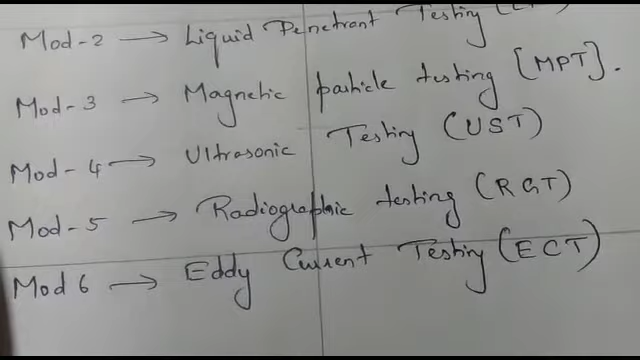 Mod-2 → Liquid Penetrant Testing
Mod-3 → Magnetic particle testing [MPT].
Mod-4 → Ultrasonic Testing (UST)
Mod-5 → Radiographic testing (RGT)
Mod 6 → Eddy Current Testing (ECT)